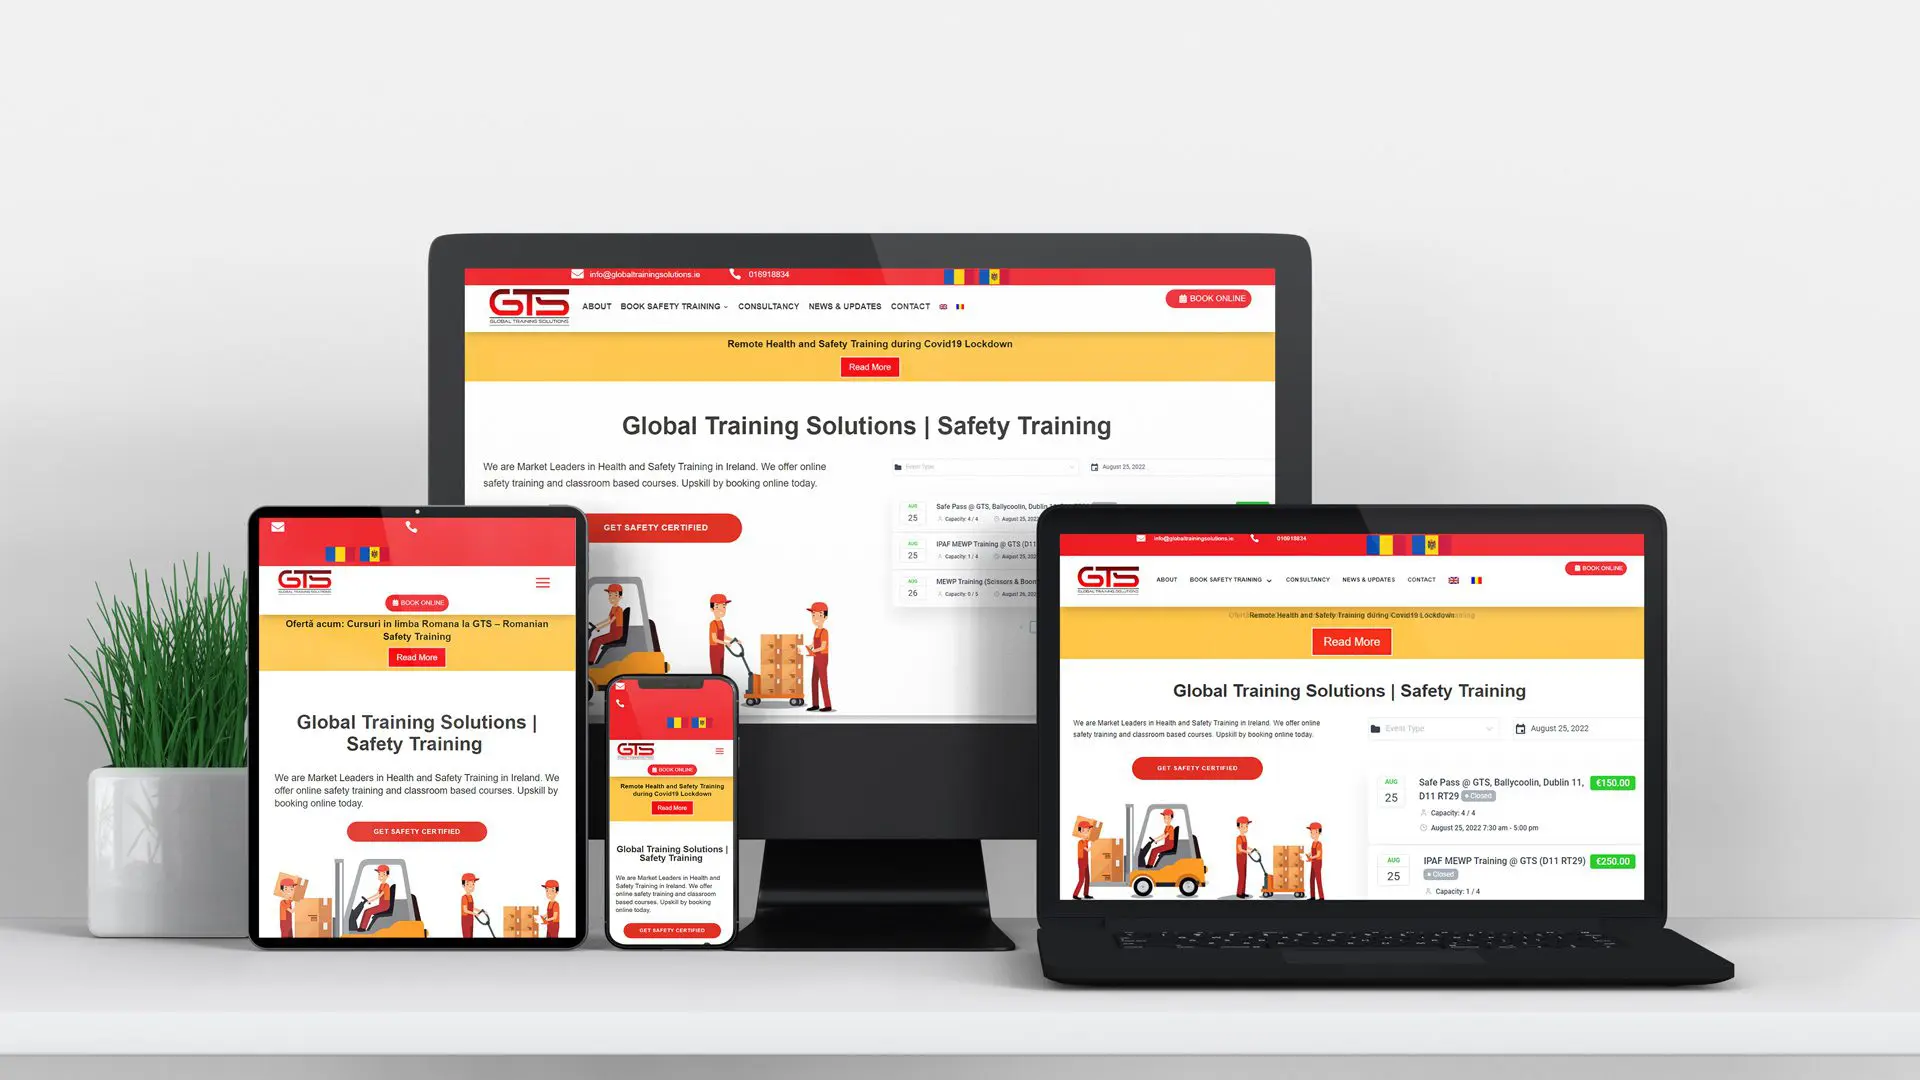 info@globaltrainingsolutions.ie 016918834
GTS
GLOBAL TRAINING SOLUTIONS
ABOUT BOOK SAFETY TRAINING CONSULTANCY NEWS & UPDATES CONTACT
BOOK ONLINE
Remote Health and Safety Training during Covid19 Lockdown
Read More
Global Training Solutions | Safety Training
We are Market Leaders in Health and Safety Training in Ireland. We offer online
safety training and classroom based courses. Upskill by booking online today.
GET SAFETY CERTIFIED
Event Type August 25, 2022
AUG
25
Safe Pass @ GTS, Ballycoolin, Dublin
Capacity: 4 / 4 August 25, 202
AUG
25
IPAF MEWP Training @ GTS (D11
Capacity: 1 / 4 August 25, 202
AUG
26
MEWP Training (Scissors & Boom
Capacity: 0 / 5 August 26, 202
GTS
GLOBAL TRAINING SOLUTIONS
BOOK ONLINE
Ofertă acum: Cursuri in limba Romana la GTS – Romanian
Safety Training
Read More
Global Training Solutions |
Safety Training
We are Market Leaders in Health and Safety Training in Ireland. We
offer online safety training and classroom based courses. Upskill by
booking online today.
GET SAFETY CERTIFIED
GTS
BOOK ONLINE
Remote Health and Safety Training
during Covid19 Lockdown
Read More
Global Training Solutions |
Safety Training
We are Market Leaders in Health and
Safety Training in Ireland. We offer
online safety training and classroom
based courses. Upskill by booking
online today.
GET SAFETY CERTIFIED
info@globaltrainingsolutions.ie 016918834
GTS
GLOBAL TRAINING SOLUTIONS
ABOUT BOOK SAFETY TRAINING CONSULTANCY NEWS & UPDATES CONTACT
BOOK ONLINE
Remote Health and Safety Training during Covid19 Lockdown
Read More
Global Training Solutions | Safety Training
We are Market Leaders in Health and Safety Training in Ireland. We offer online
safety training and classroom based courses. Upskill by booking online today.
GET SAFETY CERTIFIED
Event Type August 25, 2022
AUG
25
Safe Pass @ GTS, Ballycoolin, Dublin 11, €150.00
D11 RT29 Closed
Capacity: 4 / 4
August 25, 2022 7:30 am - 5:00 pm
AUG
25
IPAF MEWP Training @ GTS (D11 RT29) €250.00
Closed
Capacity: 1 / 4